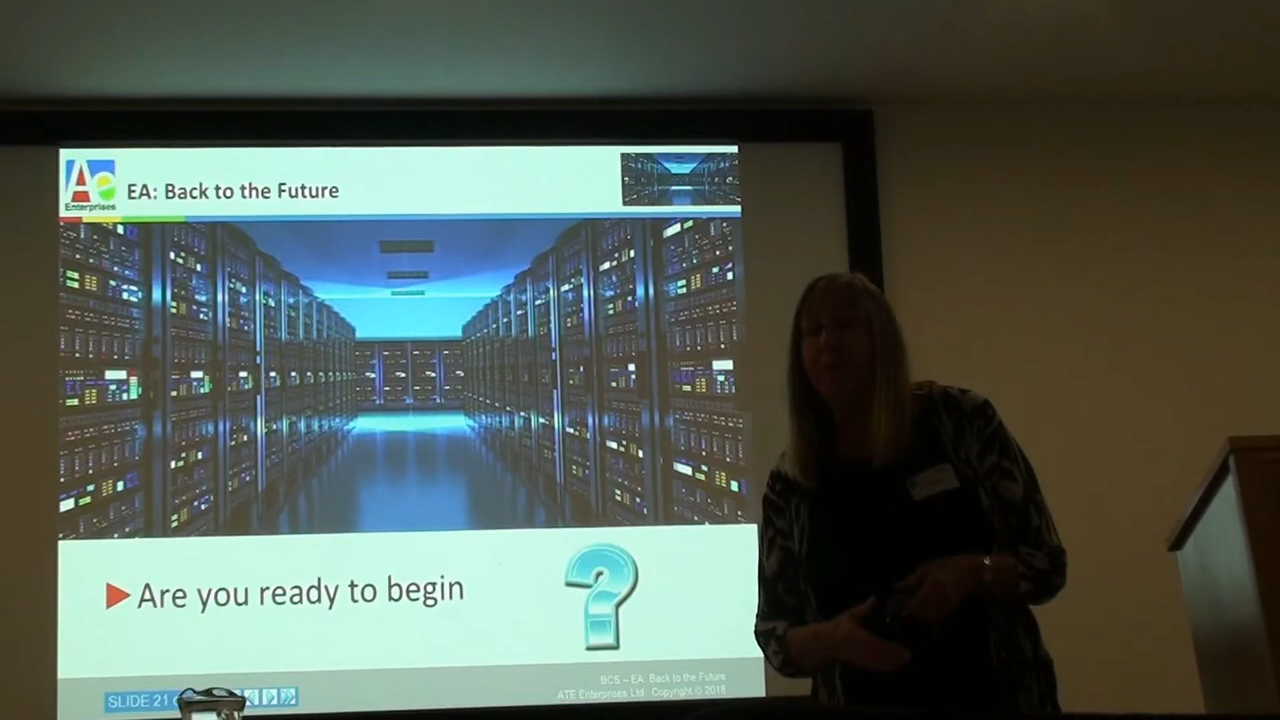 Ae
Enterprises
EA: Back to the Future
Are you ready to begin
?
SLIDE 21
BCS – EA: Back to the Future
ATE Enterprises Ltd. Copyright © 2018